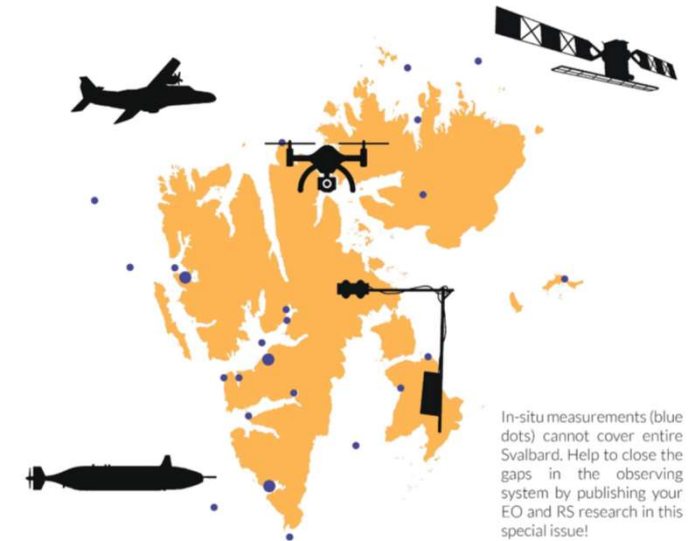 In-situ measurements (blue
dots) cannot cover entire
Svalbard. Help to close the
gaps in the observing
system by publishing your
EO and RS research in this
special issue!